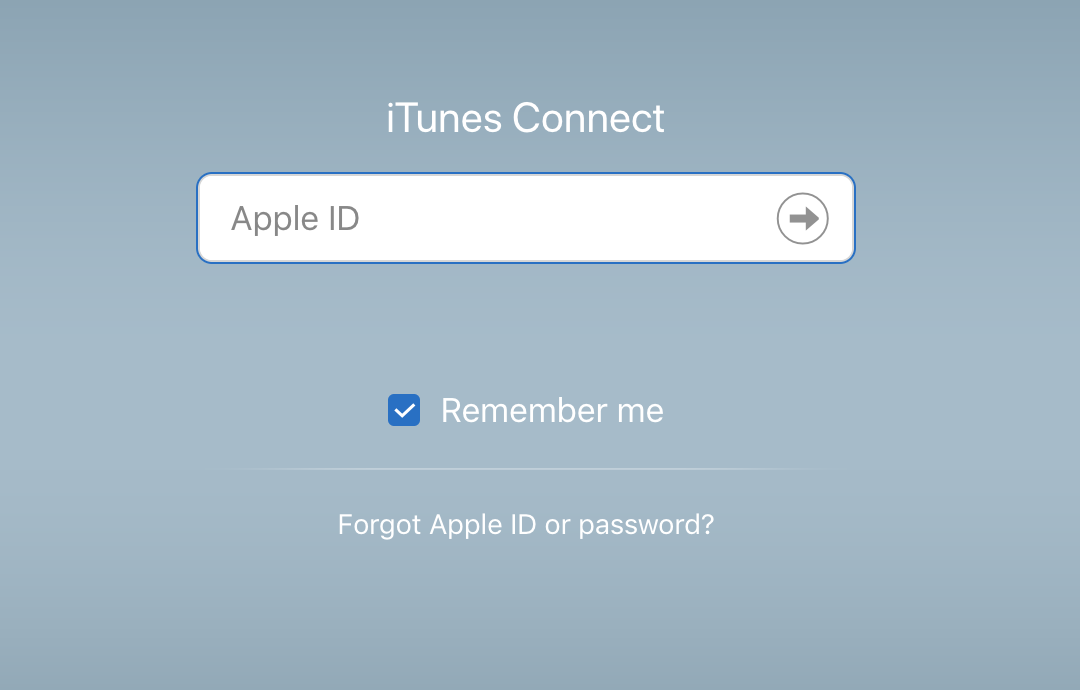 iTunes Connect
Apple ID
Remember me
Forgot Apple ID or password?